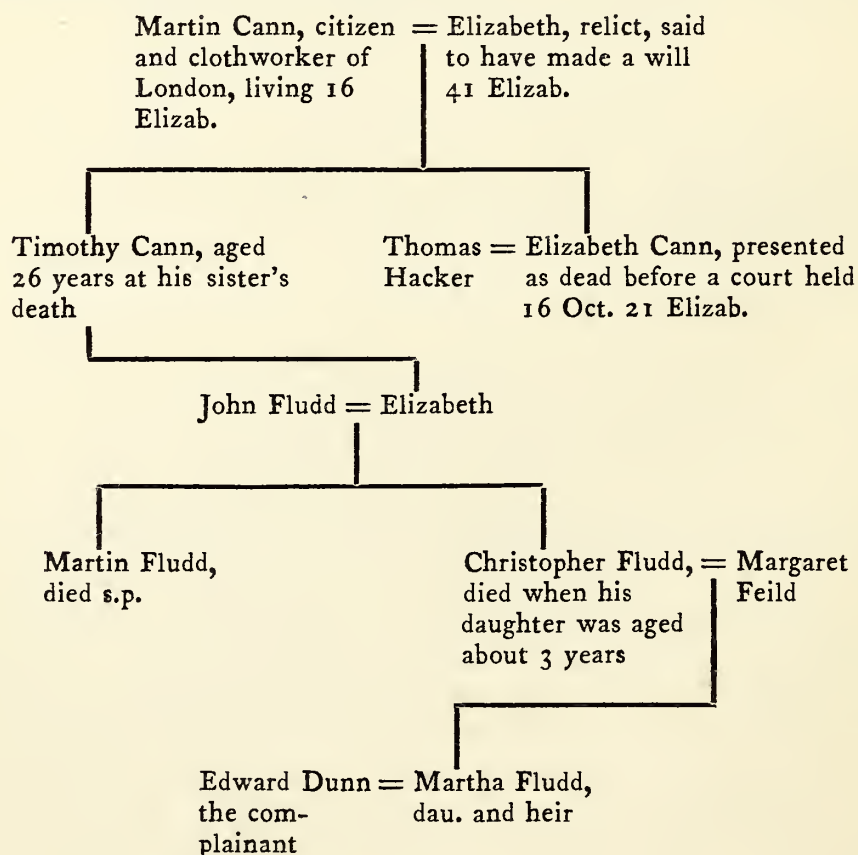 Martin Cann, citizen
and clothworker of
London, living 16
Elizab.
= Elizabeth, relict, said
to have made a will
41 Elizab.
Timothy Cann, aged
26 years at his sister's
death
Thomas
Hacker
= Elizabeth Cann, presented
as dead before a court held
16 Oct. 21 Elizab.
John Fludd = Elizabeth
Martin Fludd,
died s.p.
Christopher Fludd,
died when his
daughter was aged
about 3 years
= Margaret
Feild
Edward Dunn
the com-
plainant
= Martha Fludd,
dau. and heir